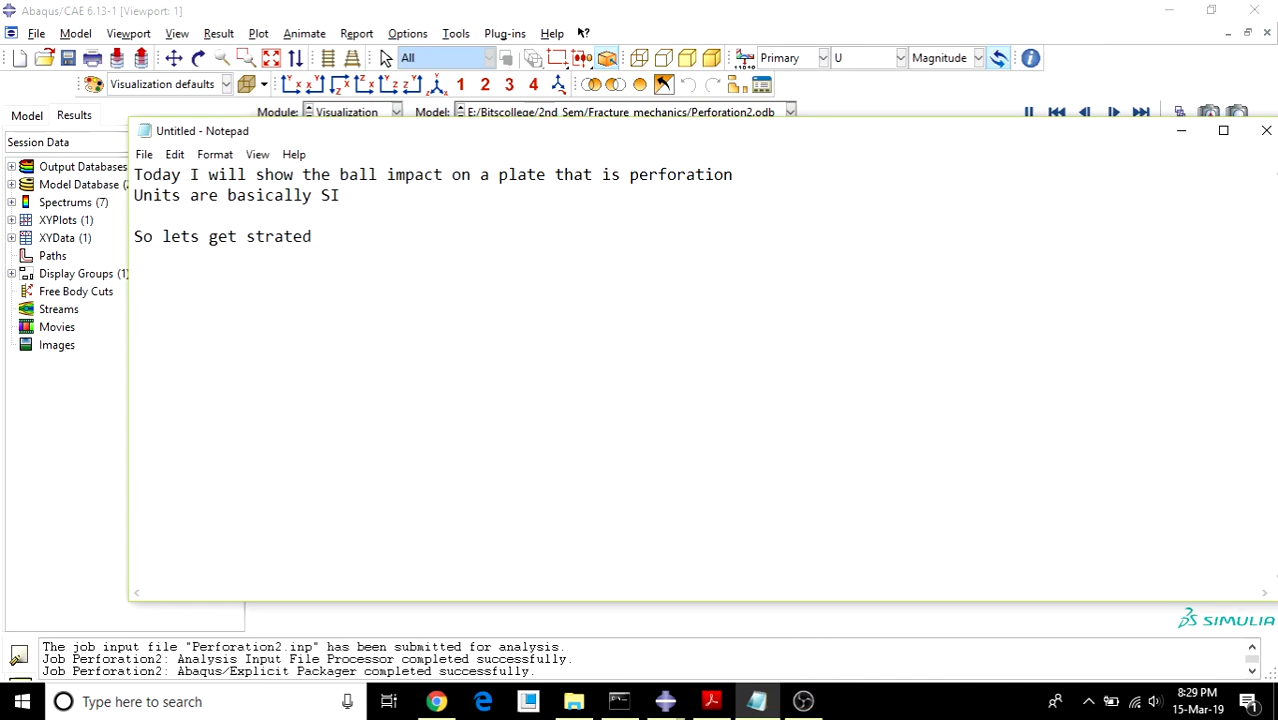 Abaqus/CAE 6.13-1 [Viewport: 1]
File Model Viewport View Result Plot Animate Report Options Tools Plug-ins Help
All Primary U Magnitude
Visualization defaults 1 2 3 4
Model Results Module: Visualization Model: E:/Bitscollege/2nd Sem/Fracture mechanics/Perforation2.odb
Session Data
Output Databases
Model Database
Spectrums (7)
XYPlots (1)
XYData (1)
Paths
Display Groups (1)
Free Body Cuts
Streams
Movies
Images
Untitled - Notepad
File Edit Format View Help
Today I will show the ball impact on a plate that is perforation
Units are basically SI
So lets get strated
SIMULIA
The job input file "Perforation2.inp" has been submitted for analysis.
Job Perforation2: Analysis Input File Processor completed successfully.
Job Perforation2: Abaqus/Explicit Packager completed successfully.
Type here to search
8:29 PM
15-Mar-19